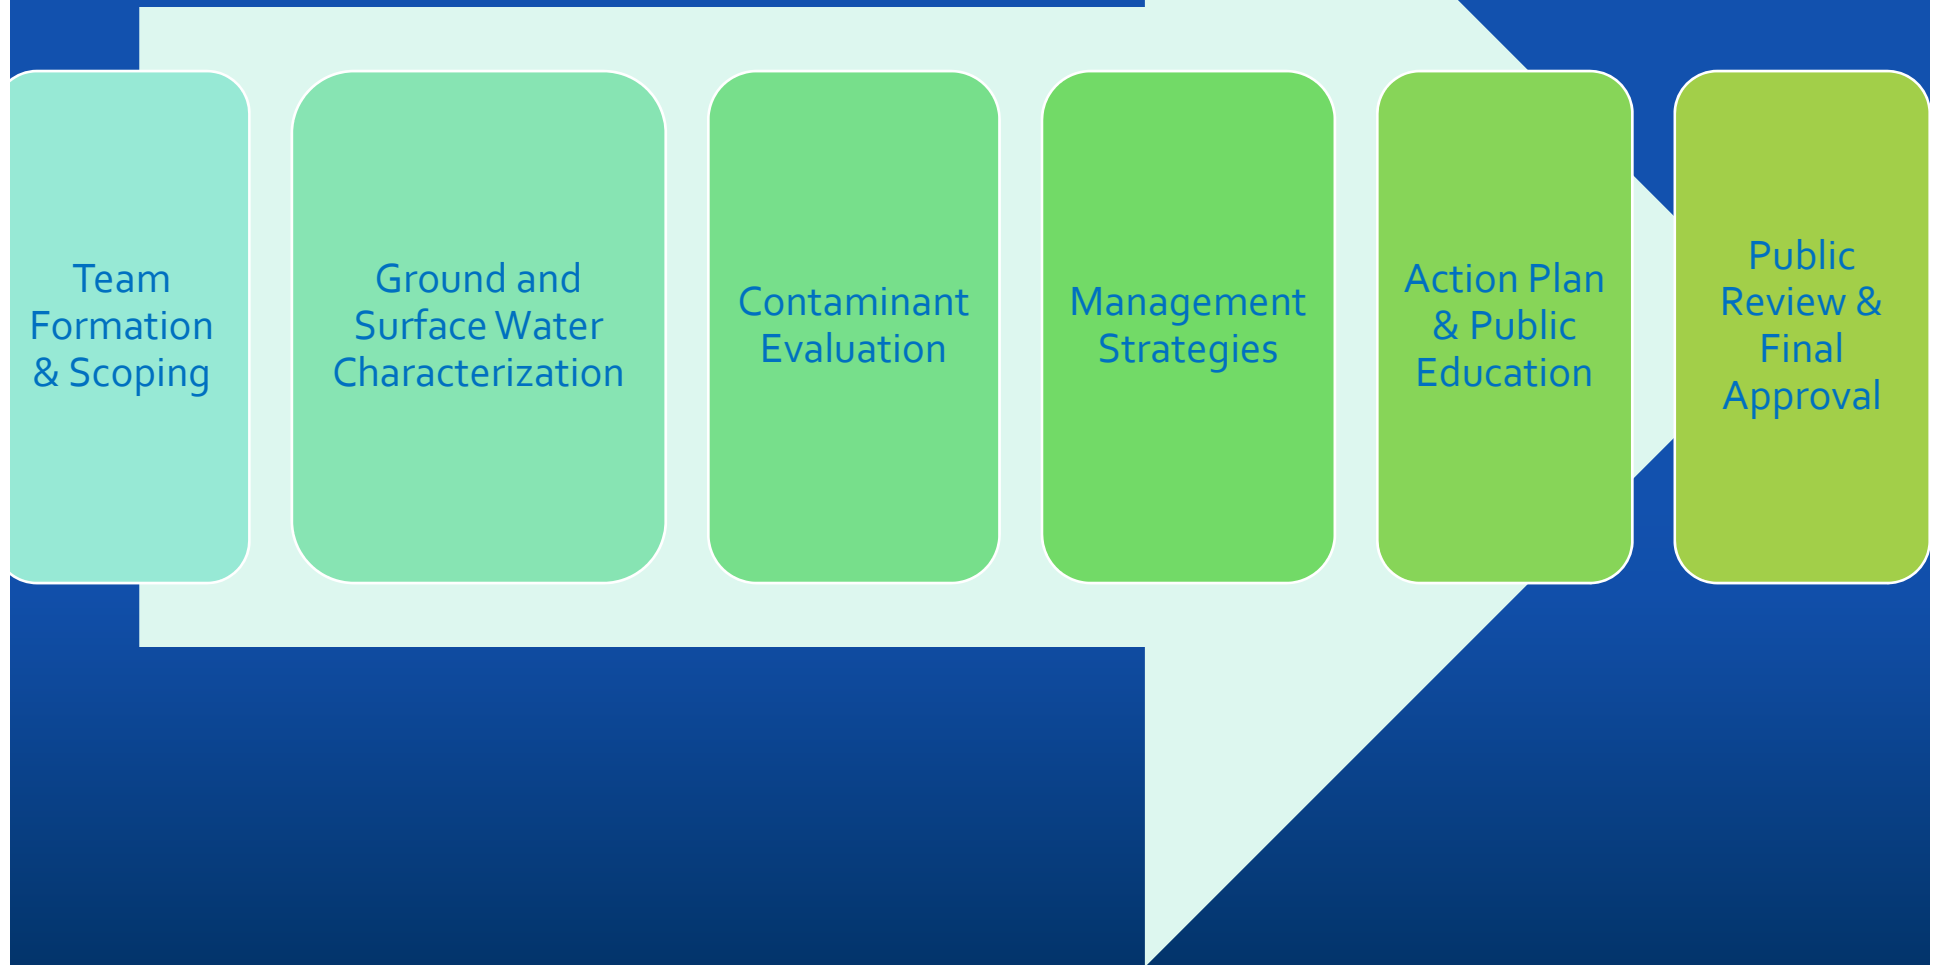 Team
Formation
& Scoping
Ground and
Surface Water
Characterization
Contaminant
Evaluation
Management
Strategies
Action Plan
& Public
Education
Public
Review &
Final
Approval